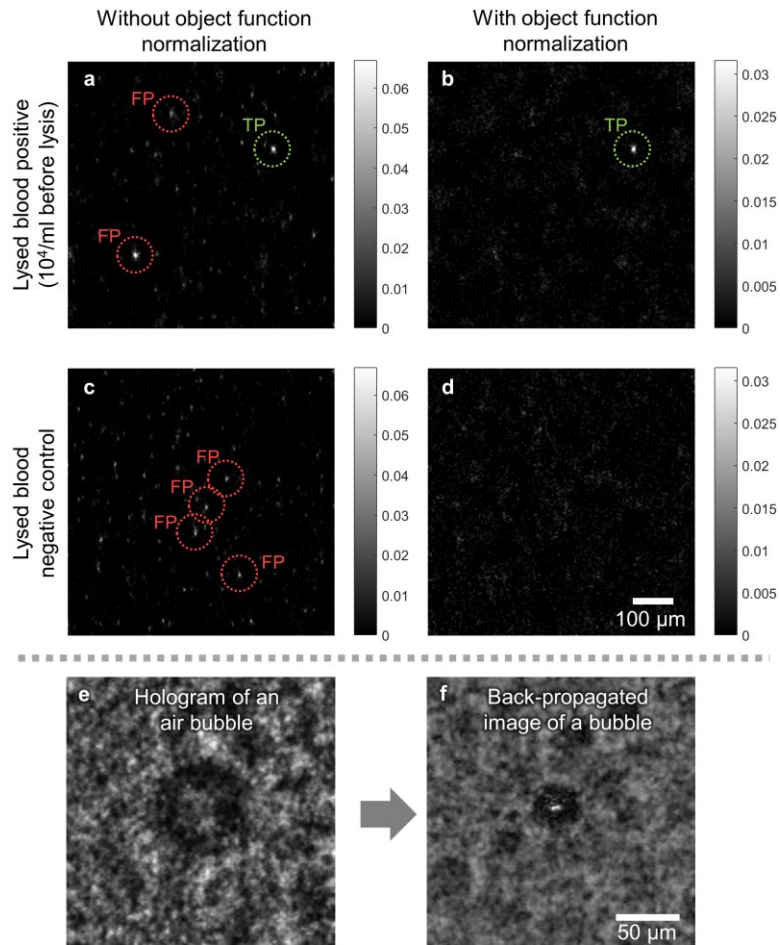 Without object function
normalization
With object function
normalization
Lysed blood positive
(10⁴/ml before lysis)
a
FP
TP
FP
0.06
0.05
0.04
0.03
0.02
0.01
0
b
TP
0.03
0.025
0.02
0.015
0.01
0.005
0
Lysed blood
negative control
c
FP
FP
FP
FP
0.06
0.05
0.04
0.03
0.02
0.01
0
d
100 μm
0.03
0.025
0.02
0.015
0.01
0.005
0
e
Hologram of an
air bubble
f
Back-propagated
image of a bubble
50 μm